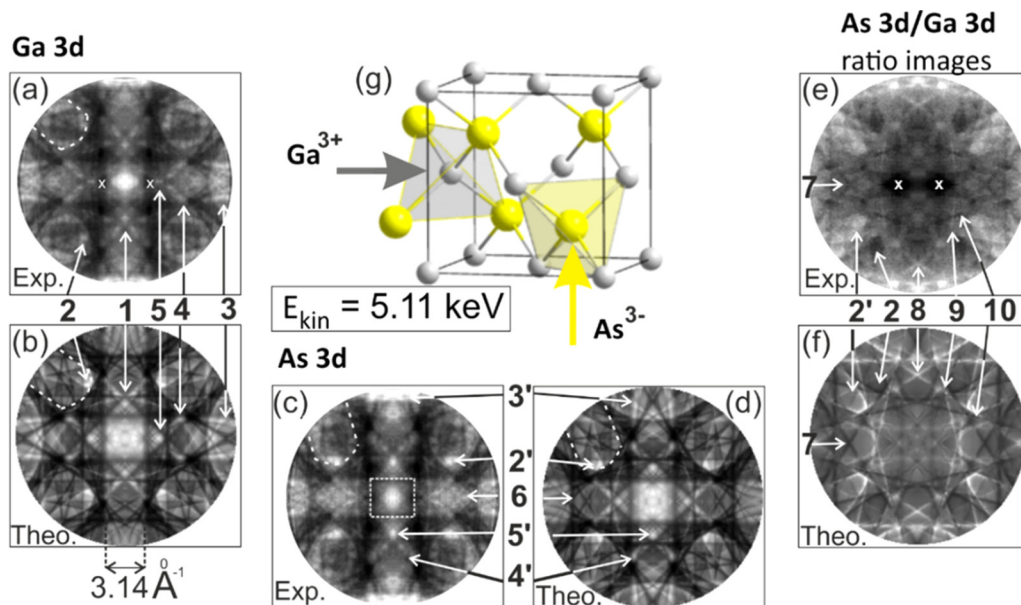 Ga 3d
As 3d/Ga 3d
ratio images
(a)
x x
Exp.
(g)
Ga3+
As3-
Ekin = 5.11 keV
(e)
7
x x
Exp.
2 1 5 4 3
2' 2 8 9 10
(b)
Theo.
3.14 Å-1
As 3d
(c)
Exp.
3'
2'
6
5'
4'
(d)
Theo.
(f)
7
Theo.